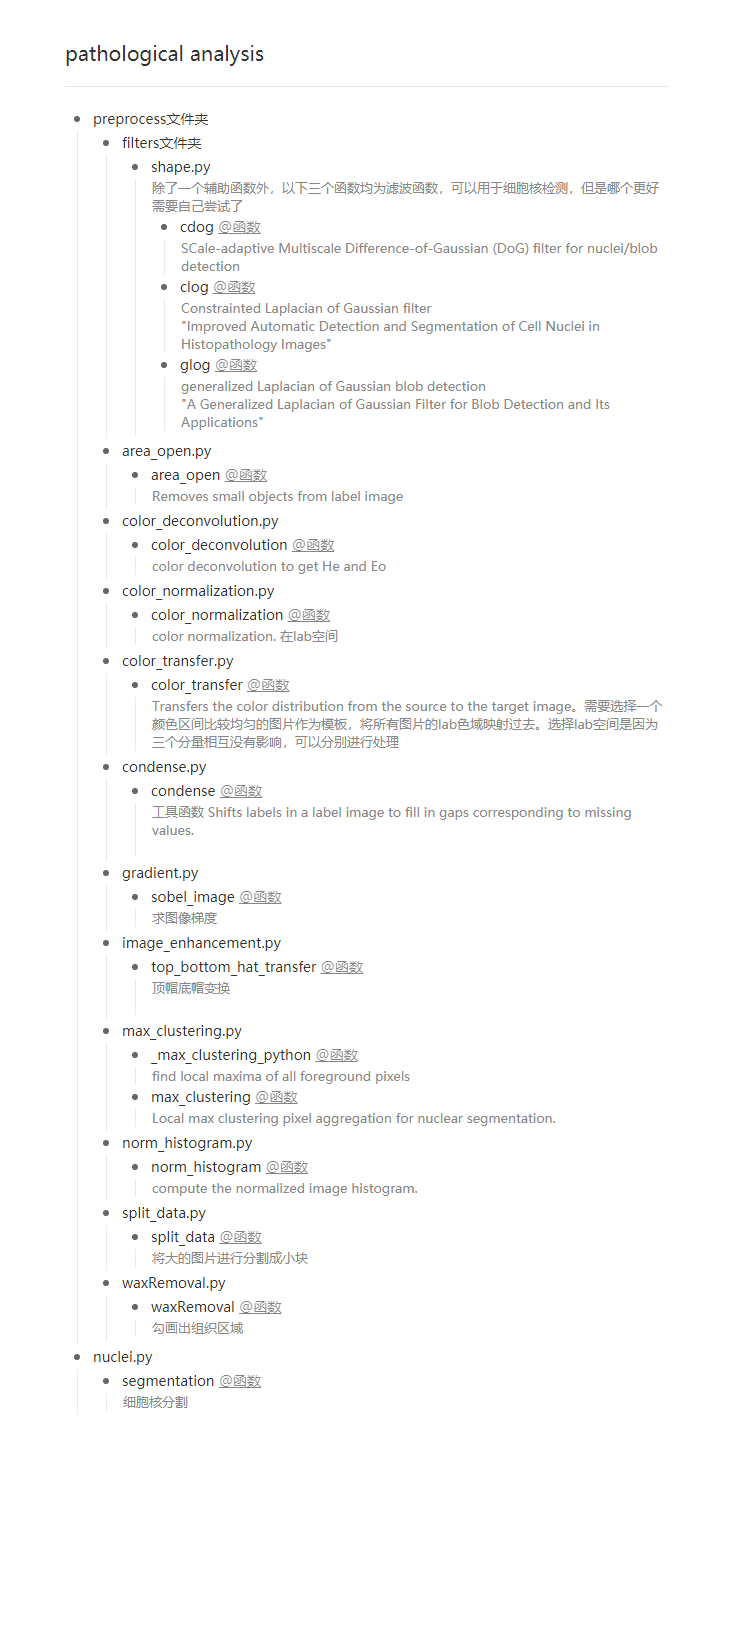 pathological analysis
preprocess文件夹
filters文件夹
shape.py
除了一个辅助函数外，以下三个函数均为滤波函数，可以用于细胞核检测，但是哪个更好
需要自己尝试了
cdog @函数
SCale-adaptive Multiscale Difference-of-Gaussian (DoG) filter for nuclei/blob
detection
clog @函数
Constrainted Laplacian of Gaussian filter
"Improved Automatic Detection and Segmentation of Cell Nuclei in
Histopathology Images"
glog @函数
generalized Laplacian of Gaussian blob detection
"A Generalized Laplacian of Gaussian Filter for Blob Detection and Its
Applications"
area_open.py
area_open @函数
Removes small objects from label image
color_deconvolution.py
color_deconvolution @函数
color deconvolution to get He and Eo
color_normalization.py
color_normalization @函数
color normalization. 在lab空间
color_transfer.py
color_transfer @函数
Transfers the color distribution from the source to the target image。需要选择一个
颜色区间比较均匀的图片作为模板，将所有图片的lab色域映射过去。选择lab空间是因为
三个分量相互没有影响，可以分别进行处理
condense.py
condense @函数
工具函数 Shifts labels in a label image to fill in gaps corresponding to missing
values.
gradient.py
sobel_image @函数
求图像梯度
image_enhancement.py
top_bottom_hat_transfer @函数
顶帽底帽变换
max_clustering.py
_max_clustering_python @函数
find local maxima of all foreground pixels
max_clustering @函数
Local max clustering pixel aggregation for nuclear segmentation.
norm_histogram.py
norm_histogram @函数
compute the normalized image histogram.
split_data.py
split_data @函数
将大的图片进行分割成小块
waxRemoval.py
waxRemoval @函数
勾画出组织区域
nuclei.py
segmentation @函数
细胞核分割